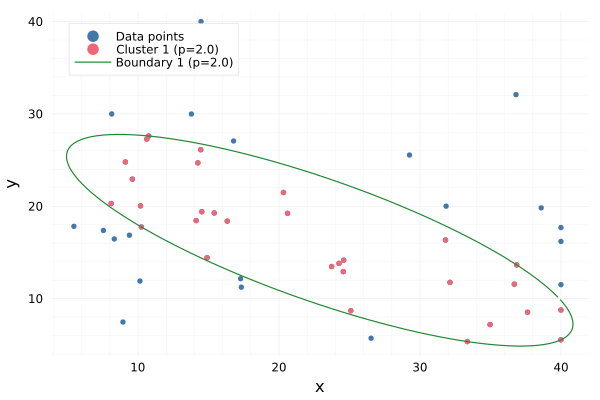 40
Data points
Cluster 1 (p=2.0)
Boundary 1 (p=2.0)
30
20
10
y
10 20 30 40
x